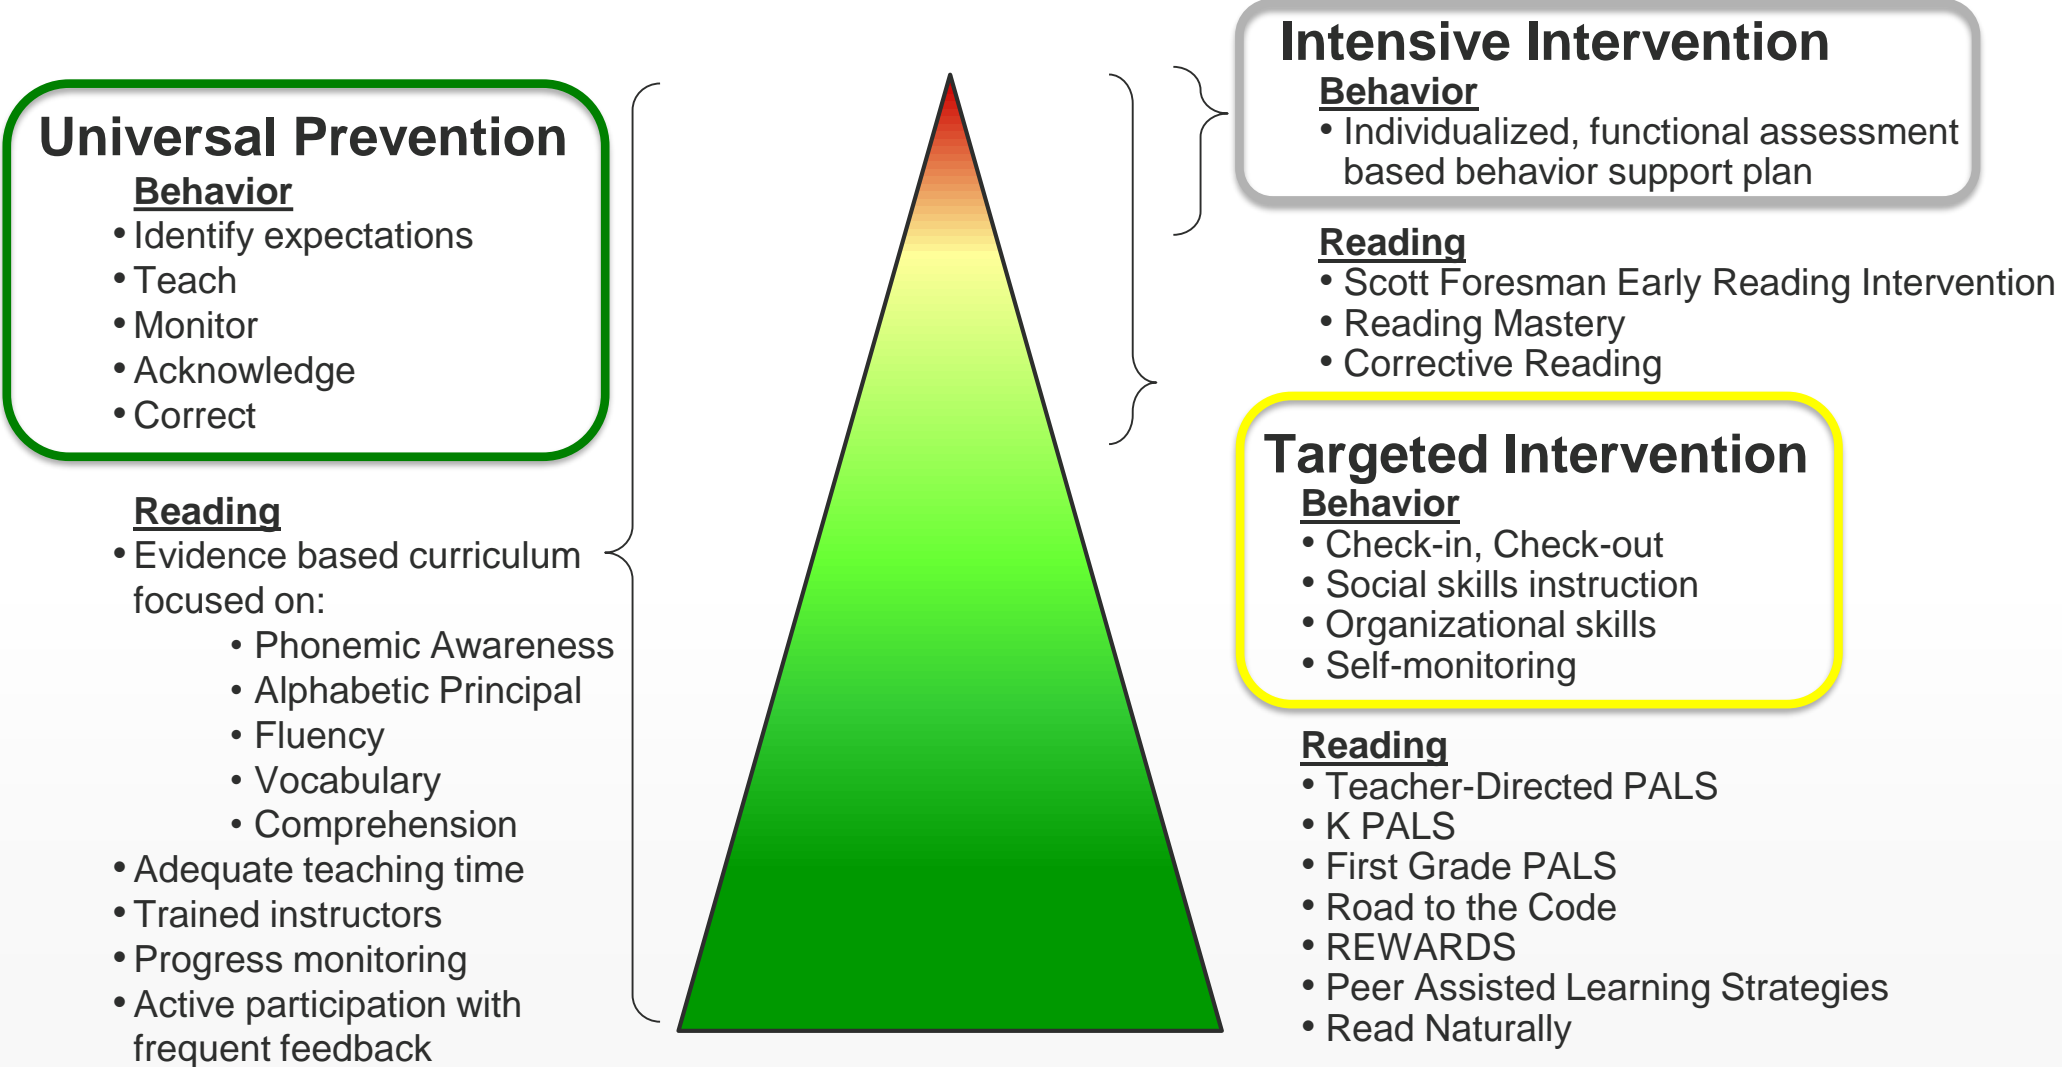 Universal Prevention
Behavior
• Identify expectations
• Teach
• Monitor
• Acknowledge
• Correct
Reading
• Evidence based curriculum
focused on:
• Phonemic Awareness
• Alphabetic Principal
• Fluency
• Vocabulary
• Comprehension
• Adequate teaching time
• Trained instructors
• Progress monitoring
• Active participation with
frequent feedback
Intensive Intervention
Behavior
• Individualized, functional assessment
based behavior support plan
Reading
• Scott Foresman Early Reading Intervention
• Reading Mastery
• Corrective Reading
Targeted Intervention
Behavior
• Check-in, Check-out
• Social skills instruction
• Organizational skills
• Self-monitoring
Reading
• Teacher-Directed PALS
• K PALS
• First Grade PALS
• Road to the Code
• REWARDS
• Peer Assisted Learning Strategies
• Read Naturally